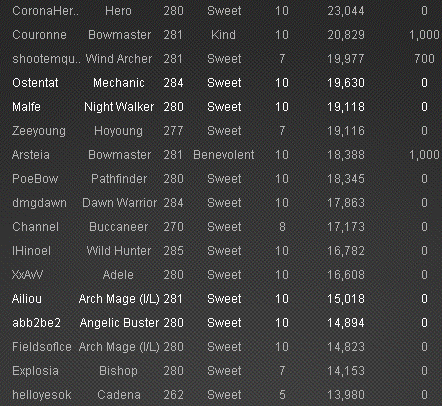 CoronaHer.. Hero 280 Sweet 10 23,044 0
Couronne Bowmaster 281 Kind 10 20,829 1,000
shootemqu.. Wind Archer 281 Sweet 7 19,977 700
Ostentat Mechanic 284 Sweet 10 19,630 0
Malfe Night Walker 280 Sweet 10 19,118 0
Zeeyoung Hoyoung 277 Sweet 7 19,116 0
Arsteia Bowmaster 281 Benevolent 10 18,388 1,000
PoeBow Pathfinder 280 Sweet 10 18,345 0
dmgdawn Dawn Warrior 284 Sweet 10 17,863 0
Channel Buccaneer 270 Sweet 8 17,173 0
IHinoel Wild Hunter 285 Sweet 10 16,782 0
XxAvV Adele 280 Sweet 10 16,608 0
Ailiou Arch Mage (I/L) 281 Sweet 10 15,018 0
abb2be2 Angelic Buster 280 Sweet 10 14,894 0
FieldsofIce Arch Mage (I/L) 280 Sweet 10 14,823 0
Explosia Bishop 280 Sweet 7 14,153 0
helloyesok Cadena 262 Sweet 5 13,980 0